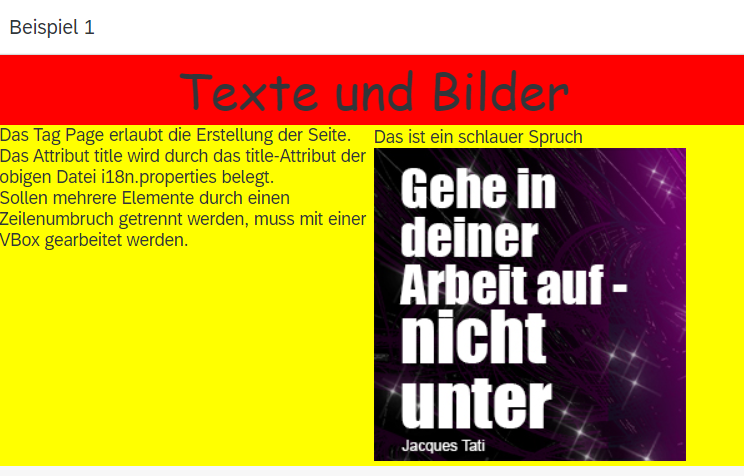 Beispiel 1
Texte und Bilder
Das Tag Page erlaubt die Erstellung der Seite.
Das Attribut title wird durch das title-Attribut der
obigen Datei i18n.properties belegt.
Sollen mehrere Elemente durch einen
Zeilenumbruch getrennt werden, muss mit einer
VBox gearbeitet werden.
Das ist ein schlauer Spruch
Gehe in
deiner
Arbeit auf -
nicht
unter
Jacques Tati